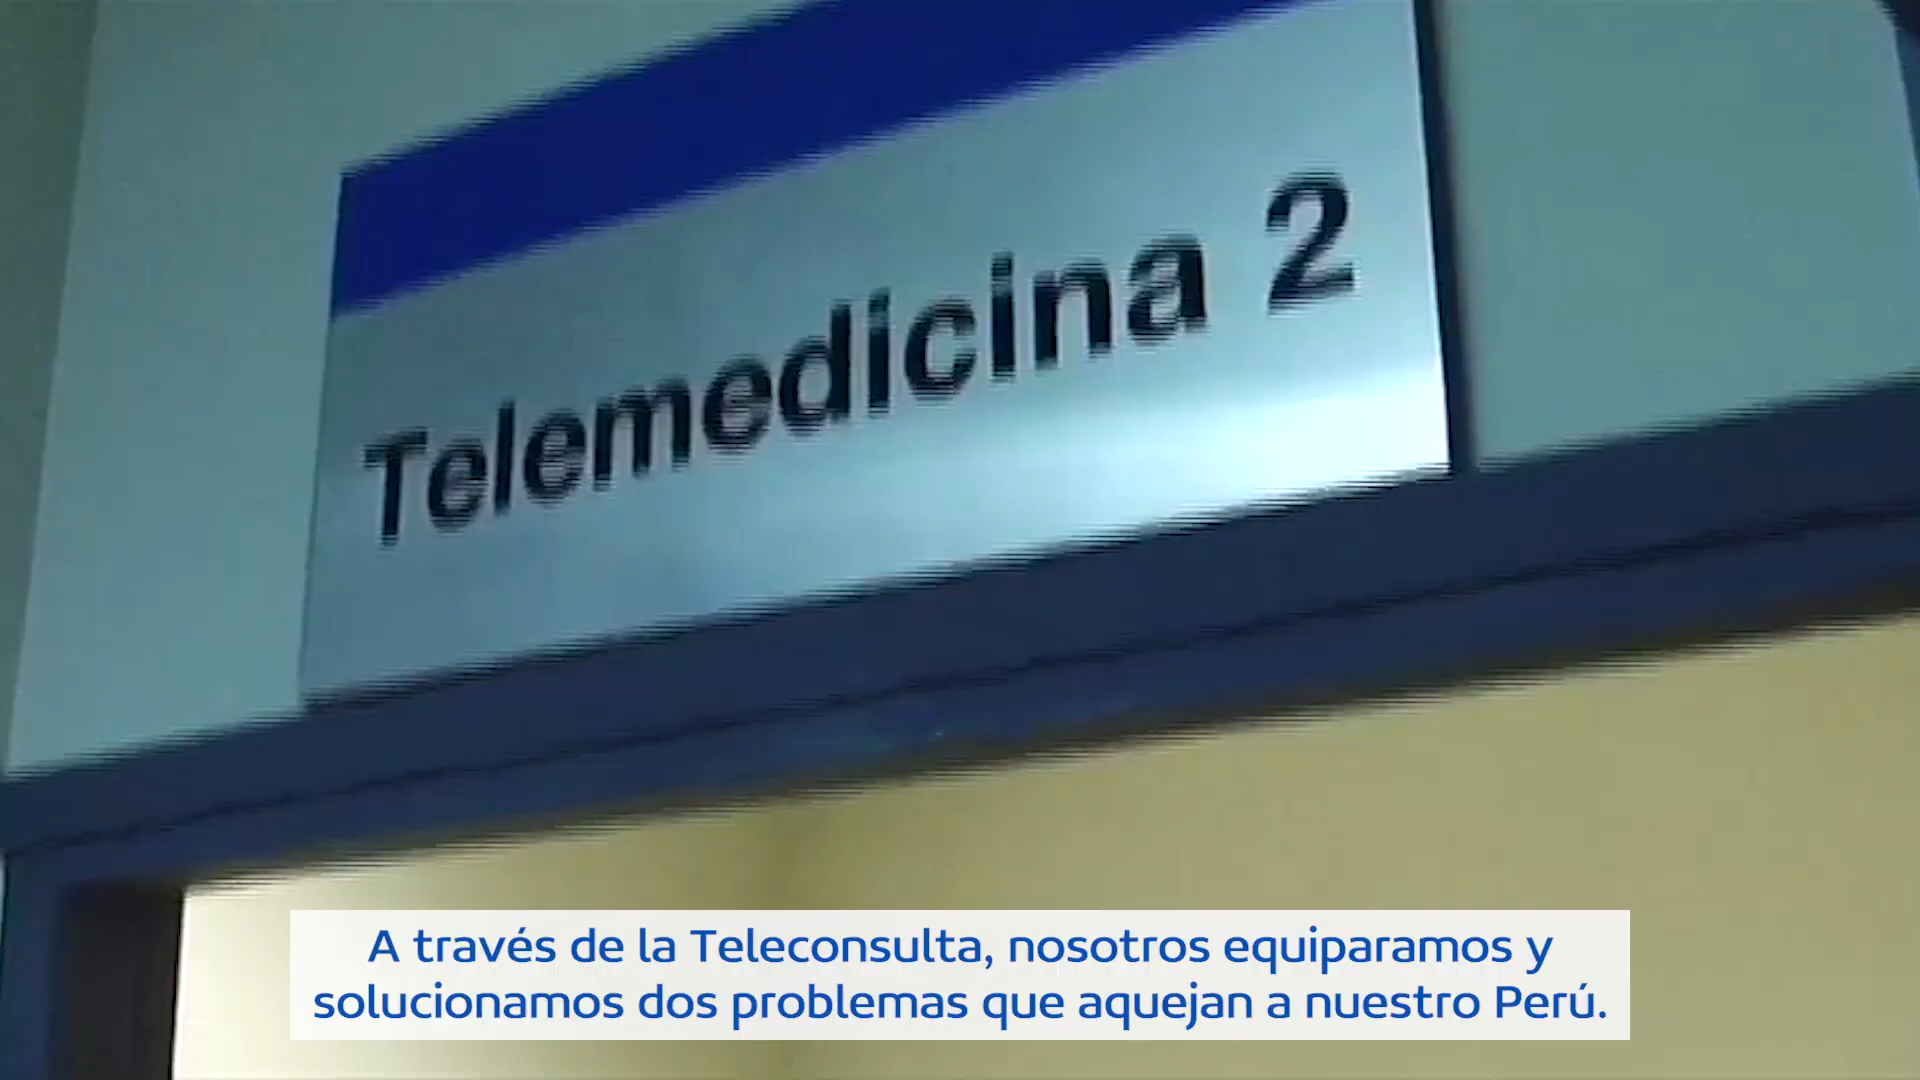 Telemedicina 2
A través de la Teleconsulta, nosotros equiparamos y
solucionamos dos problemas que aquejan a nuestro Perú.